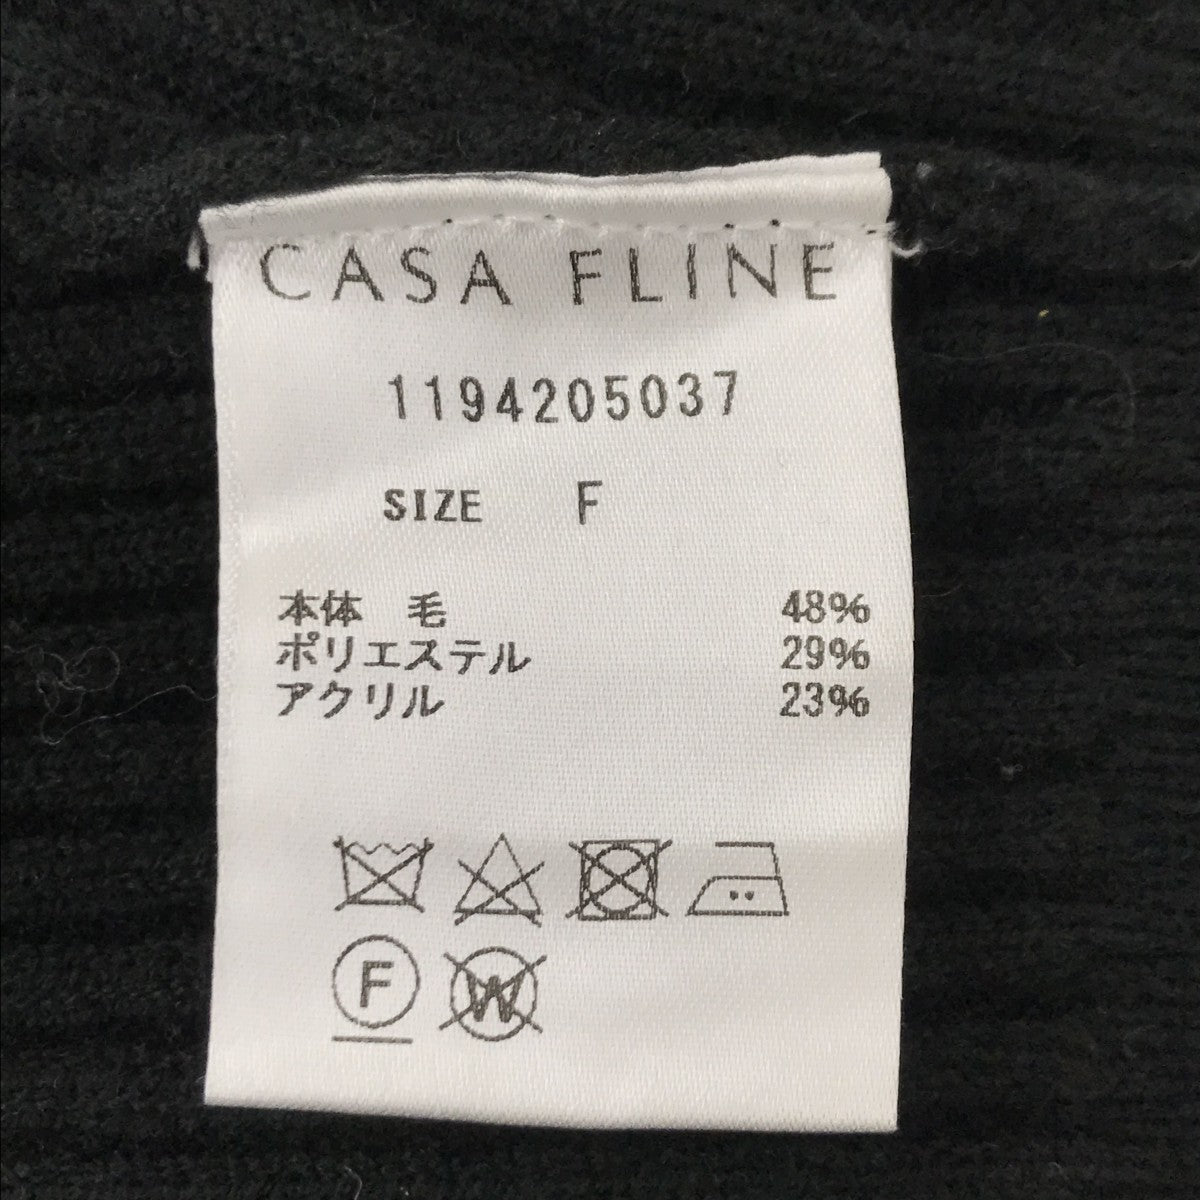 CASA FLINE
1194205037
SIZE F
本体 毛 48%
ポリエステル 29%
アクリル 23%
F W